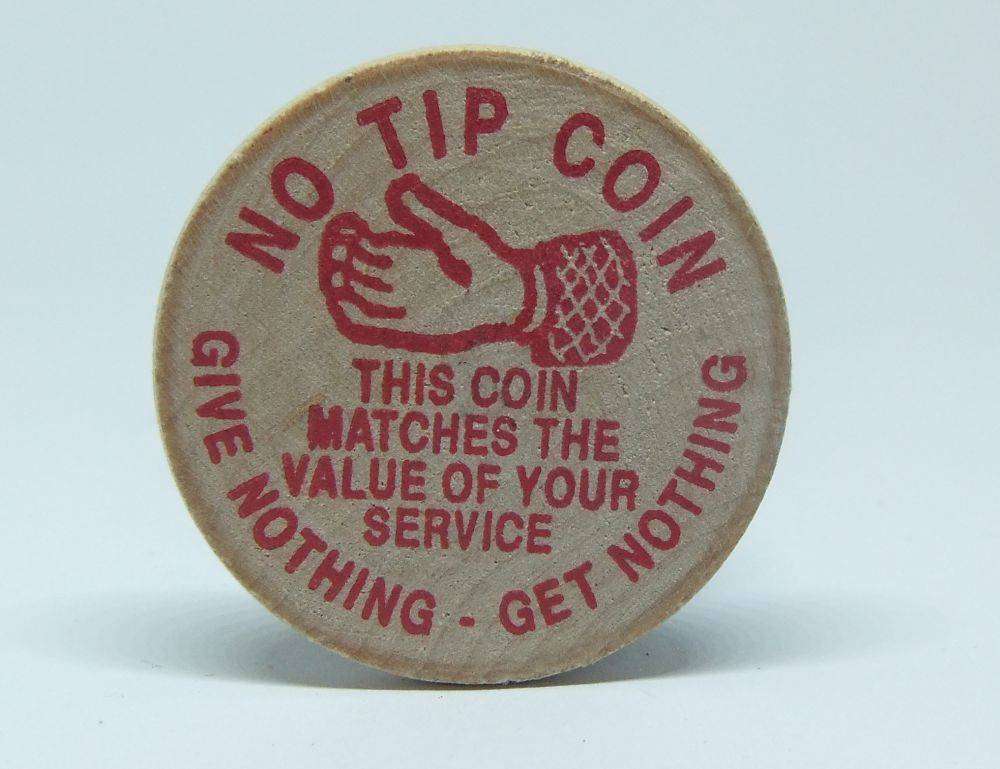 NO TIP COIN
THIS COIN
MATCHES THE
VALUE OF YOUR
SERVICE
GIVE NOTHING - GET NOTHING